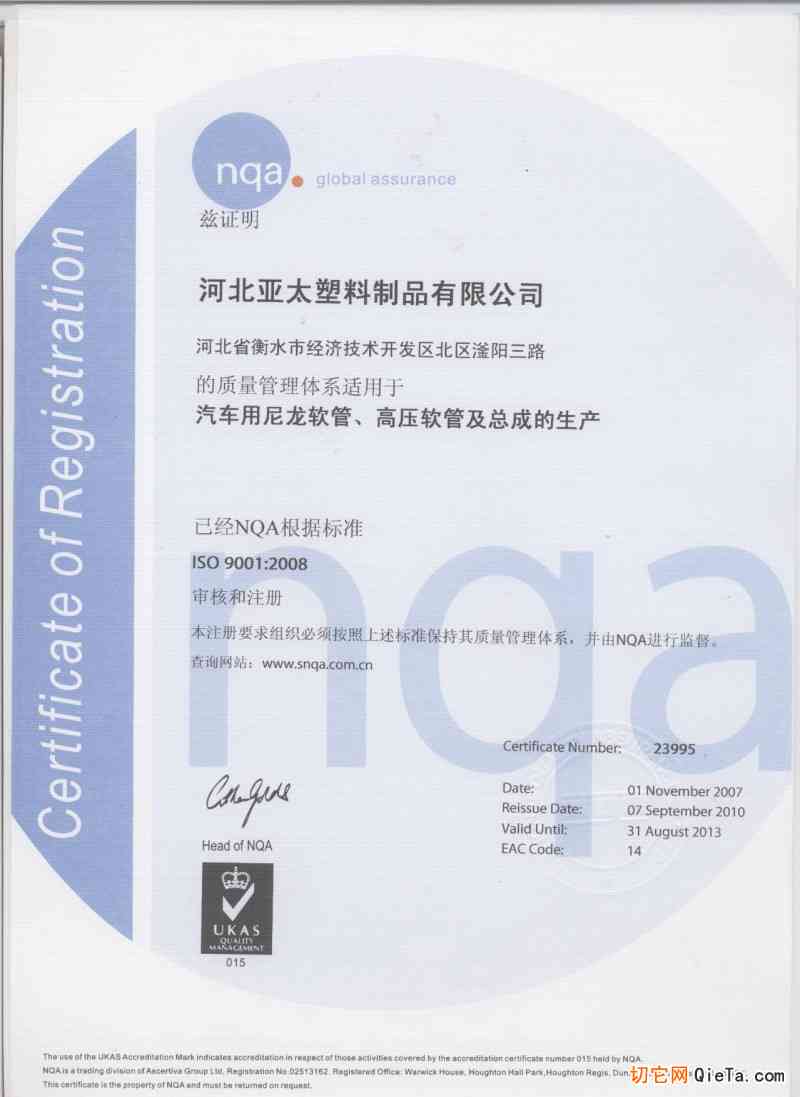 nqa. global assurance
兹证明
河北亚太塑料制品有限公司
河北省衡水市经济技术开发区北区滏阳三路
的质量管理体系适用于
汽车用尼龙软管、高压软管及总成的生产
已经NQA根据标准
ISO 9001:2008
审核和注册
本注册要求组织必须按照上述标准保持其质量管理体系，并由NQA进行监督。
查询网站：www.snqa.com.cn
nqa
Certificate of Registration
Certificate Number: 23995
Date: 01 November 2007
Reissue Date: 07 September 2010
Valid Until: 31 August 2013
EAC Code: 14
Head of NQA
UKAS
QUALITY
MANAGEMENT
015
The use of the UKAS Accreditation Mark indicates accreditation in respect of those activities covered by the accreditation certificate number 015 held by NQA.
NQA is a trading division of Ascertiva Group Ltd, Registration No.02513162. Registered Office: Warwick House, Houghton Hall Park,Houghton Regis, Dun
This certificate is the property of NQA and must be returned on request.
切它网QieTa.com